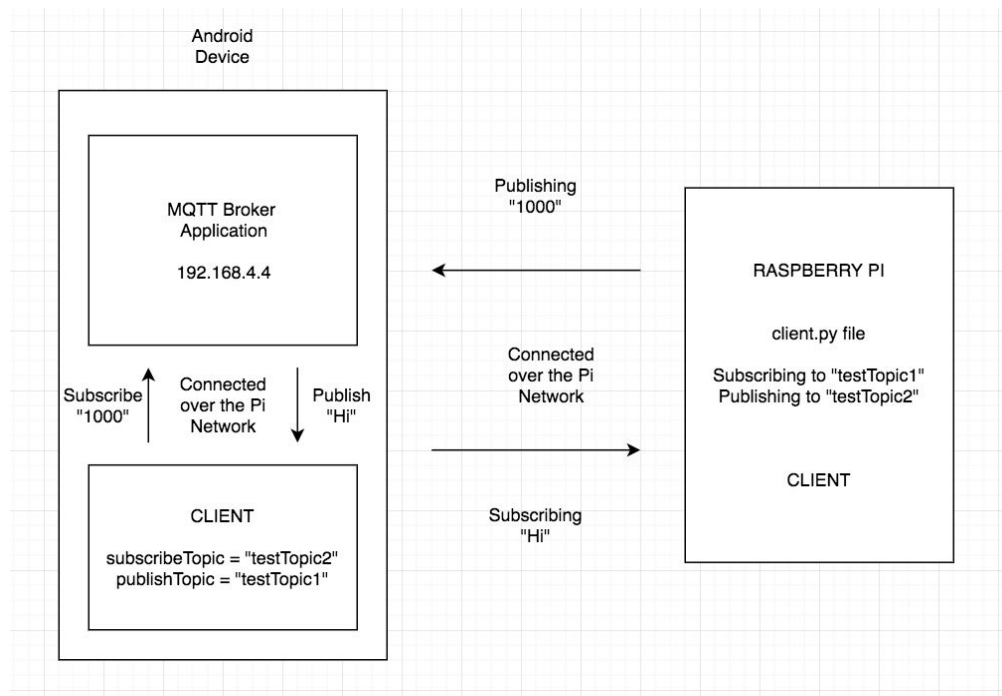 Android
Device
MQTT Broker
Application
192.168.4.4
Subscribe
"1000"
Connected
over the Pi
Network
Publish
"Hi"
CLIENT
subscribeTopic = "testTopic2"
publishTopic = "testTopic1"
Publishing
"1000"
Connected
over the Pi
Network
Subscribing
"Hi"
RASPBERRY PI
client.py file
Subscribing to "testTopic1"
Publishing to "testTopic2"
CLIENT